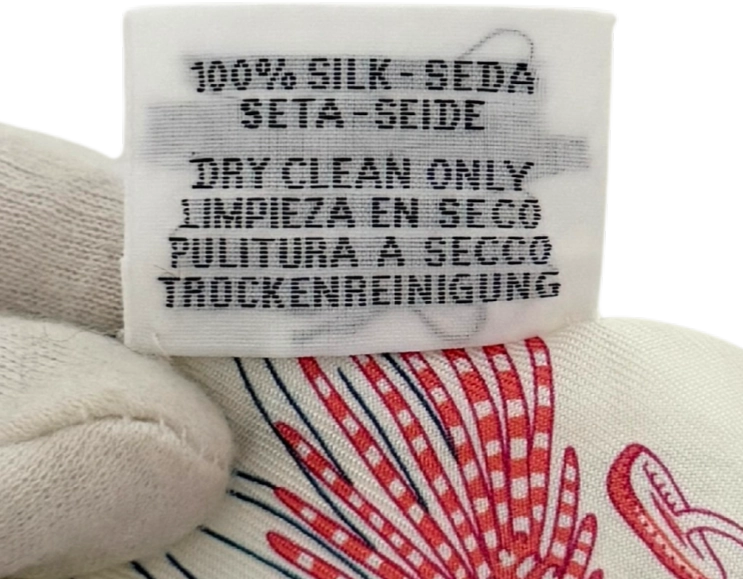 100% SILK - SEDA
SETA - SEIDE
DRY CLEAN ONLY
LIMPIEZA EN SECO
PULITURA A SECCO
TROCKENREINIGUNG